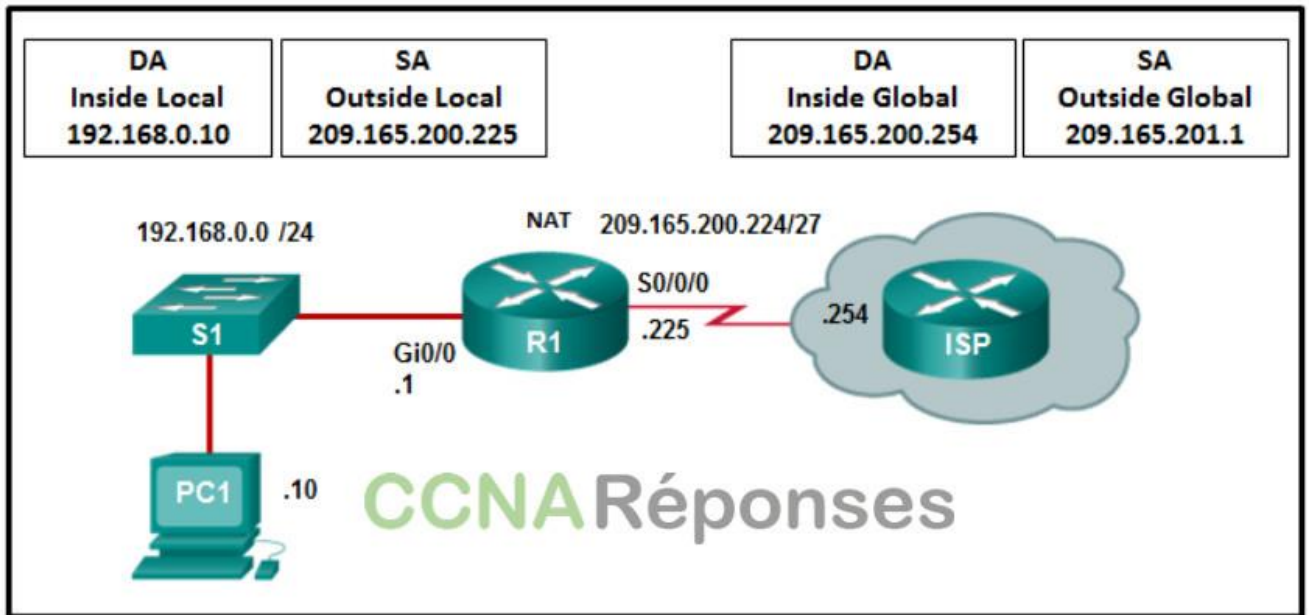 DA
Inside Local
192.168.0.10
SA
Outside Local
209.165.200.225
DA
Inside Global
209.165.200.254
SA
Outside Global
209.165.201.1
192.168.0.0 /24
NAT
209.165.200.224/27
S0/0/0
.225
.254
ISP
S1
R1
Gi0/0
.1
PC1
.10
CCNARéponses